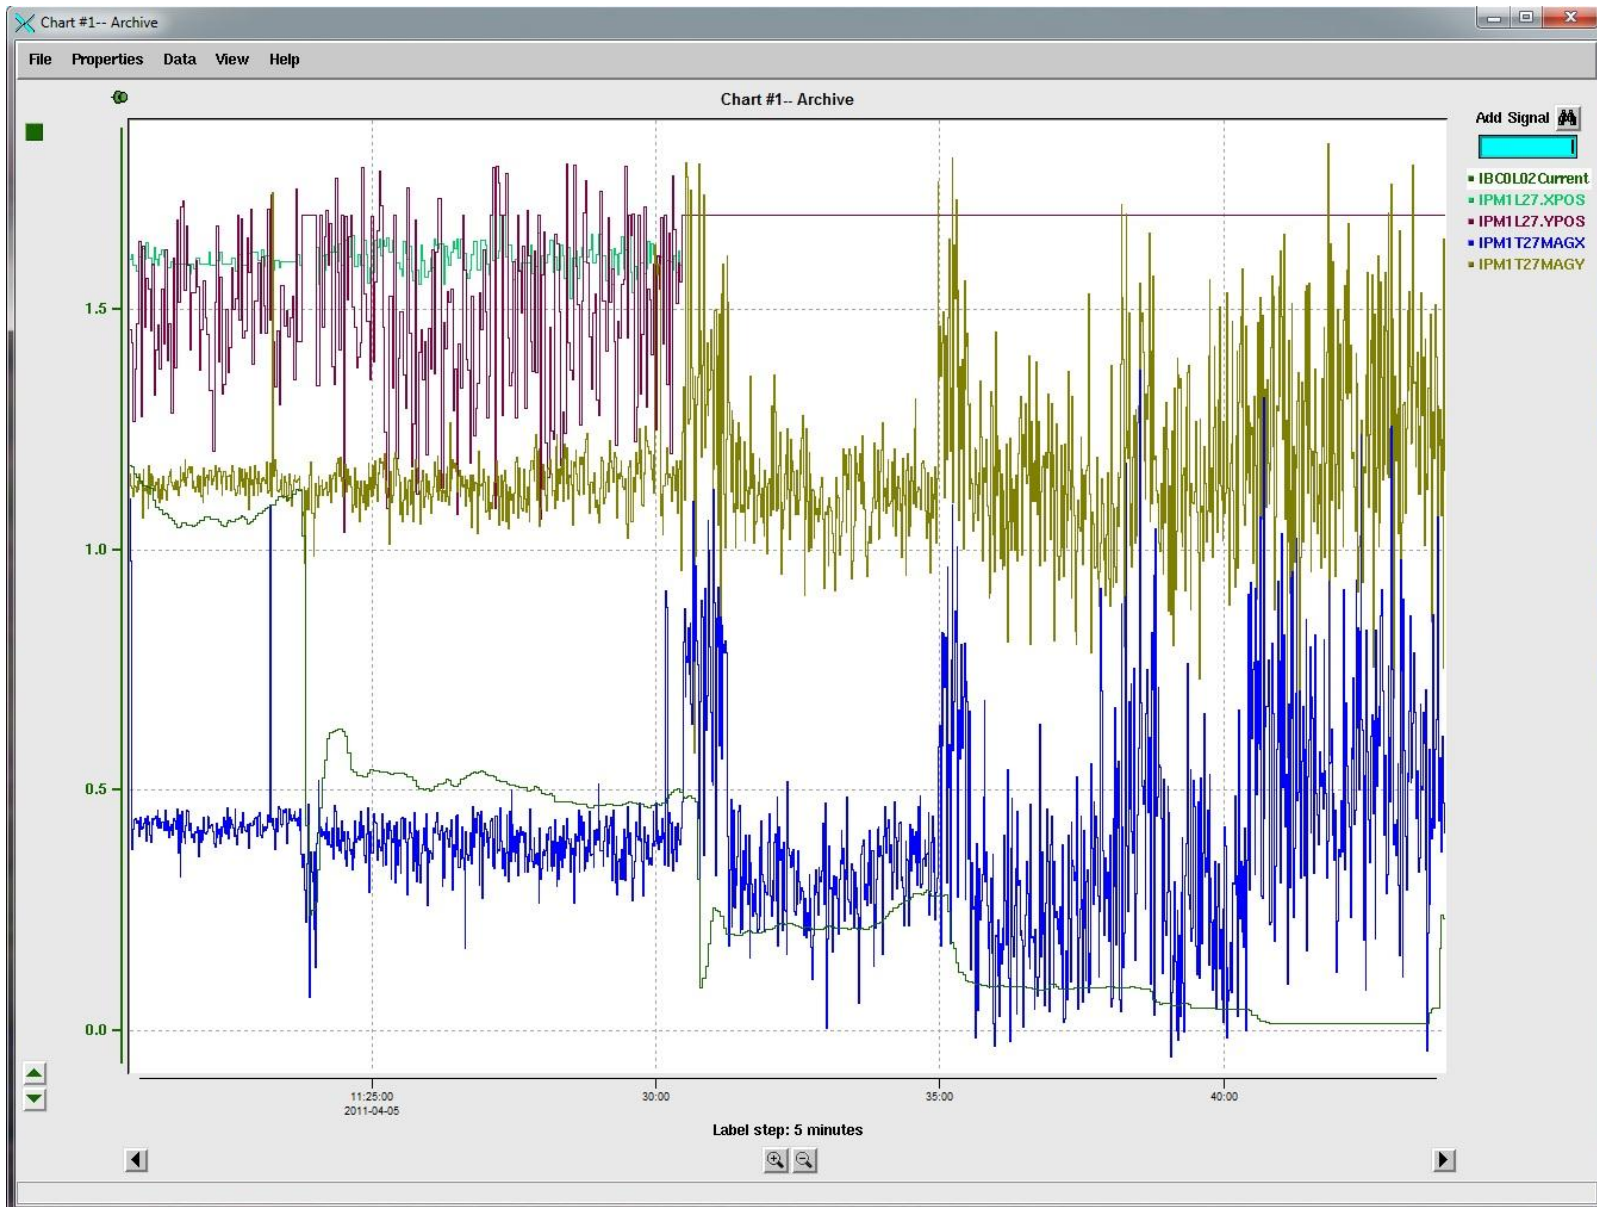 Chart #1-- Archive
File Properties Data View Help
Chart #1-- Archive
Add Signal
IBC0L02Current
IPM1L27.XPOS
IPM1L27.YPOS
IPM1T27MAGX
IPM1T27MAGY
1.5
1.0
0.5
0.0
11:25:00 30:00 35:00 40:00
2011-04-05
Label step: 5 minutes